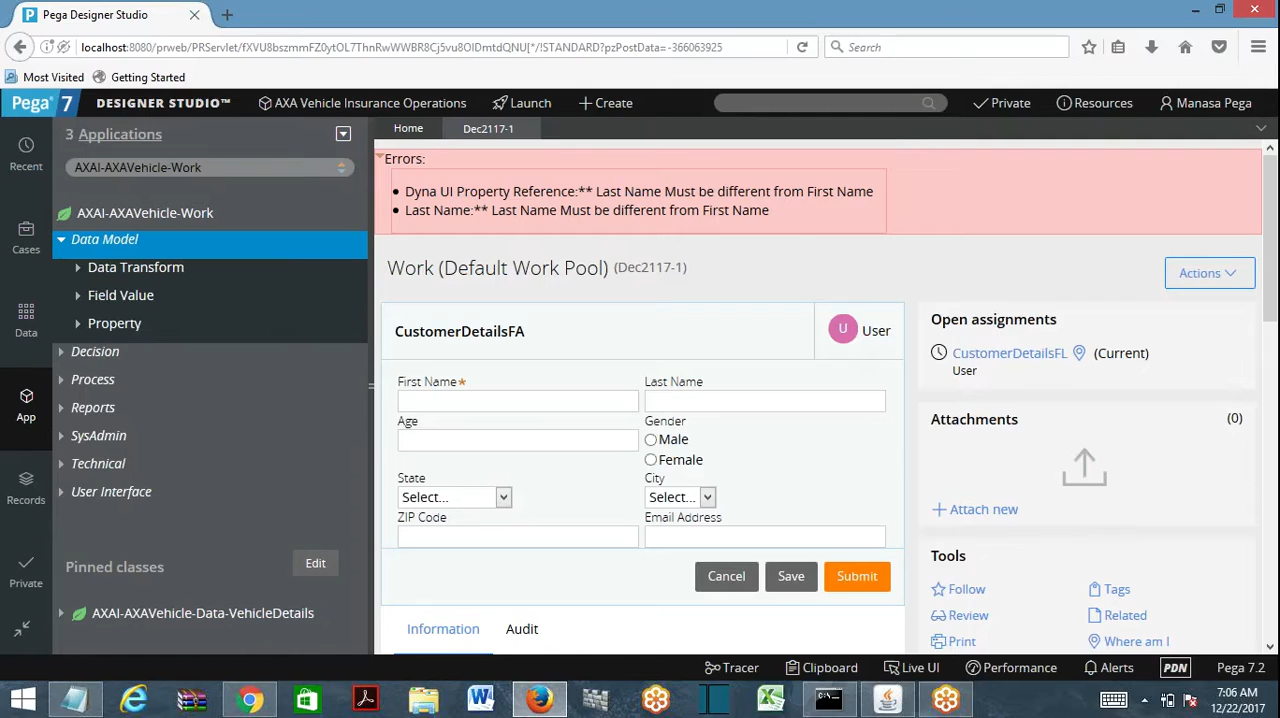 Pega Designer Studio
localhost:8080/prweb/PRServlet/fXVU8bszmmFZ0ytOL7ThnRwWWBR8Cj5vu8OIDmtdQNU[*/!STANDARD?pzPostData=-366063925
Search
Most Visited
Getting Started
Pega 7
DESIGNER STUDIO™
AXA Vehicle Insurance Operations
Launch
Create
Private
Resources
Manasa Pega
Recent
Cases
Data
App
Records
Private
3 Applications
AXAI-AXAVehicle-Work
AXAI-AXAVehicle-Work
Data Model
Data Transform
Field Value
Property
Decision
Process
Reports
SysAdmin
Technical
User Interface
Pinned classes
Edit
AXAI-AXAVehicle-Data-VehicleDetails
Home
Dec2117-1
Errors:
Dyna UI Property Reference:** Last Name Must be different from First Name
Last Name:** Last Name Must be different from First Name
Work (Default Work Pool) (Dec2117-1)
Actions
CustomerDetailsFA
U
User
First Name*
Last Name
Age
Gender
Male
Female
State
City
Select...
Select...
ZIP Code
Email Address
Cancel
Save
Submit
Information
Audit
Open assignments
CustomerDetailsFL
(Current)
User
Attachments
(0)
Attach new
Tools
Follow
Tags
Review
Related
Print
Where am I
Tracer
Clipboard
Live UI
Performance
Alerts
PDN
Pega 7.2
7:06 AM
12/22/2017